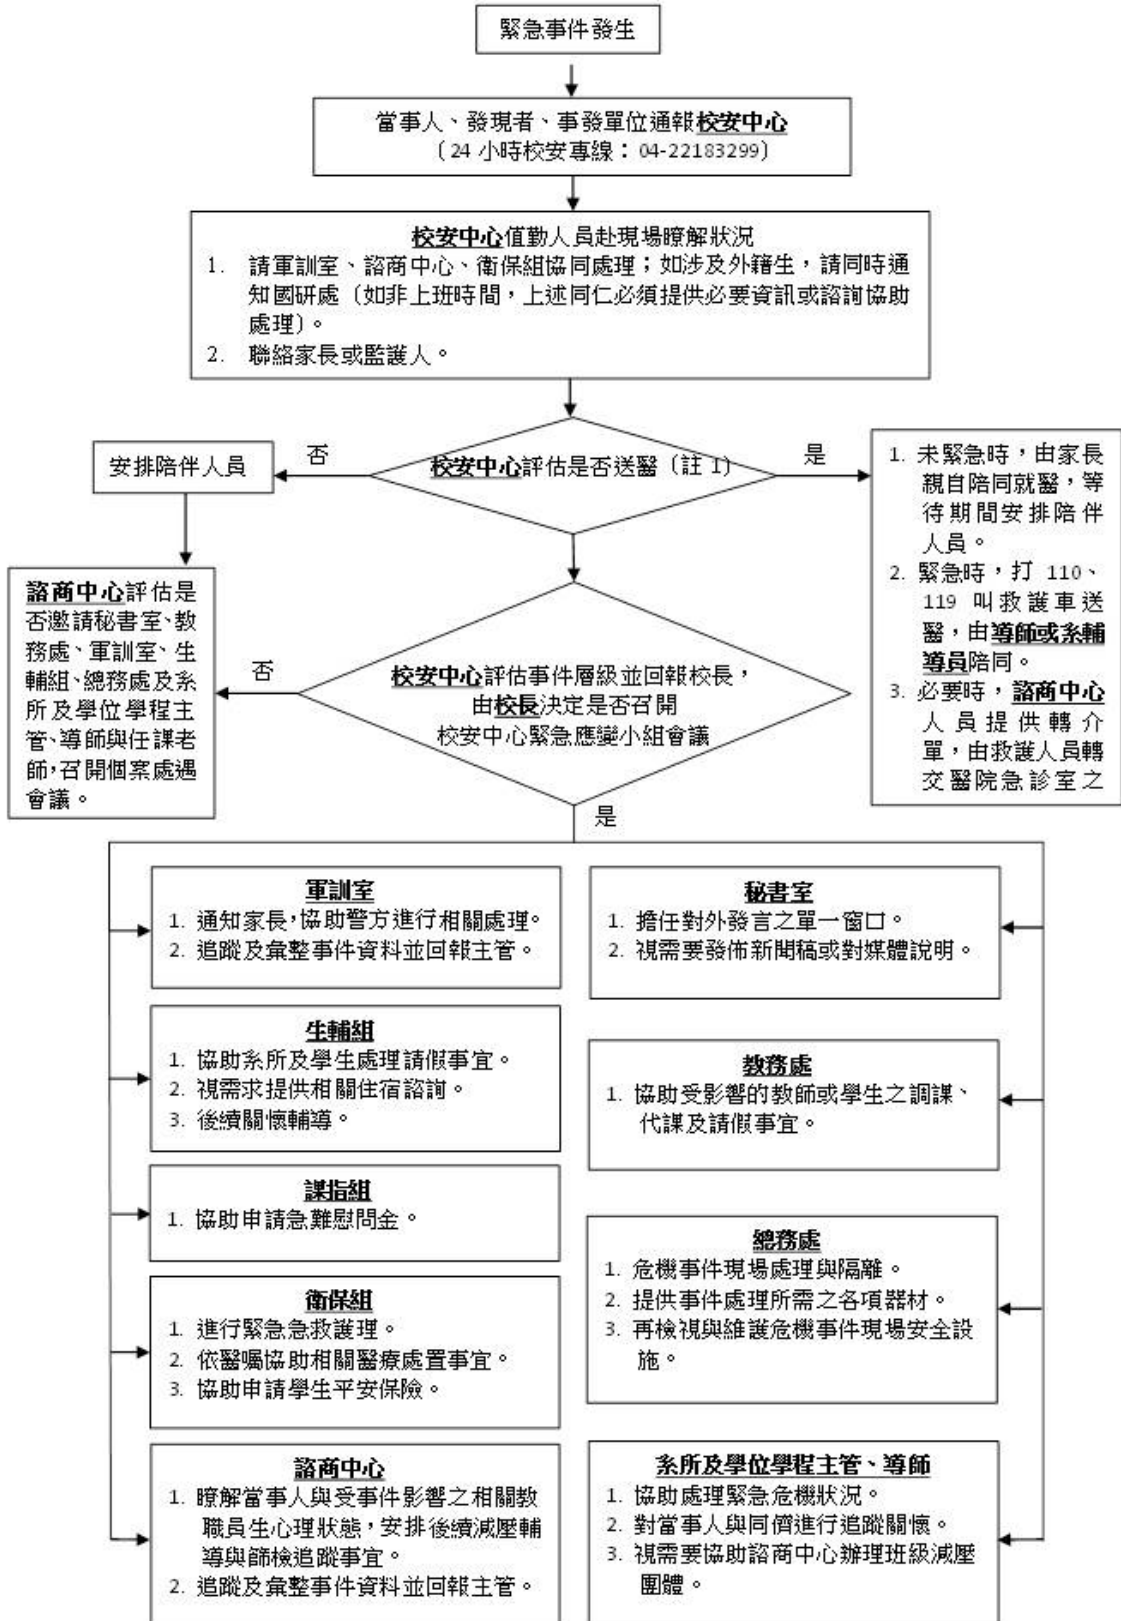 緊急事件發生
當事人、發現者、事發單位通報校安中心
(24 小時校安專線： 04-22183299)
校安中心值勤人員赴現場瞭解狀況
1. 請軍訓室、諮商中心、衛保組協同處理；如涉及外籍生，請同時通
知國研處（如非上班時間，上述同仁必須提供必要資訊或諮詢協助
處理）。
2. 聯絡家長或監護人。
校安中心評估是否送醫（註 1）
否
是
安排陪伴人員
1. 未緊急時，由家長
親自陪同就醫，等
待期間安排陪伴
人員。
2. 緊急時，打 110、
119 叫救護車送
醫，由導師或系輔
導員陪同。
3. 必要時，諮商中心
人員提供轉介
單，由救護人員轉
交醫院急診室之
諮商中心評估是
否邀請秘書室、教
務處、軍訓室、生
輔組、總務處及系
所及學位學程主
管、導師與任課老
師，召開個案處遇
會議。
否
校安中心評估事件層級並回報校長，
由校長決定是否召開
校安中心緊急應變小組會議
是
軍訓室
1. 通知家長，協助警方進行相關處理。
2. 追蹤及彙整事件資料並回報主管。
生輔組
1. 協助系所及學生處理請假事宜。
2. 視需求提供相關住宿諮詢。
3. 後續關懷輔導。
課指組
1. 協助申請急難慰問金。
衛保組
1. 進行緊急急救護理。
2. 依醫囑協助相關醫療處置事宜。
3. 協助申請學生平安保險。
諮商中心
1. 瞭解當事人與受事件影響之相關教
職員生心理狀態，安排後續減壓輔
導與篩檢追蹤事宜。
2. 追蹤及彙整事件資料並回報主管。
秘書室
1. 擔任對外發言之單一窗口。
2. 視需要發佈新聞稿或對媒體說明。
教務處
1. 協助受影響的教師或學生之調課、
代課及請假事宜。
總務處
1. 危機事件現場處理與隔離。
2. 提供事件處理所需之各項器材。
3. 再檢視與維護危機事件現場安全設
施。
系所及學位學程主管、導師
1. 協助處理緊急危機狀況。
2. 對當事人與同儕進行追蹤關懷。
3. 視需要協助諮商中心辦理班級減壓
團體。